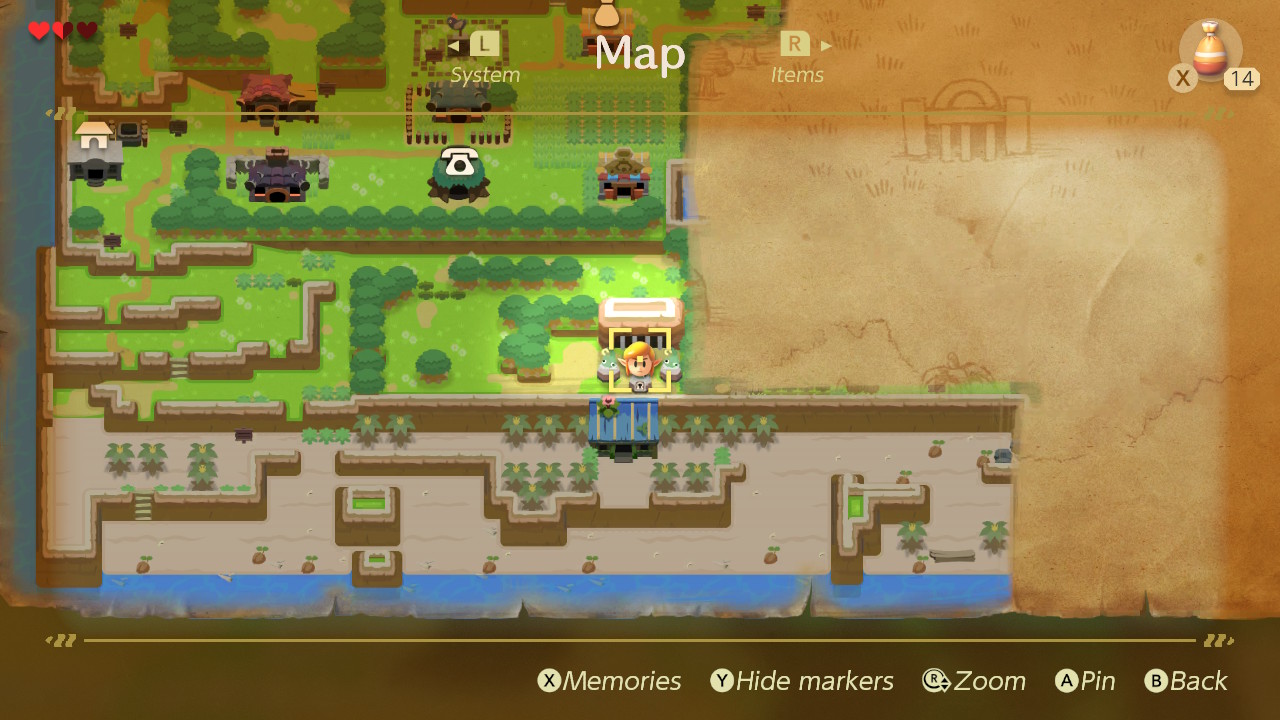 L
Map
R
System
Items
X
14
X Memories
Y Hide markers
R Zoom
A Pin
B Back